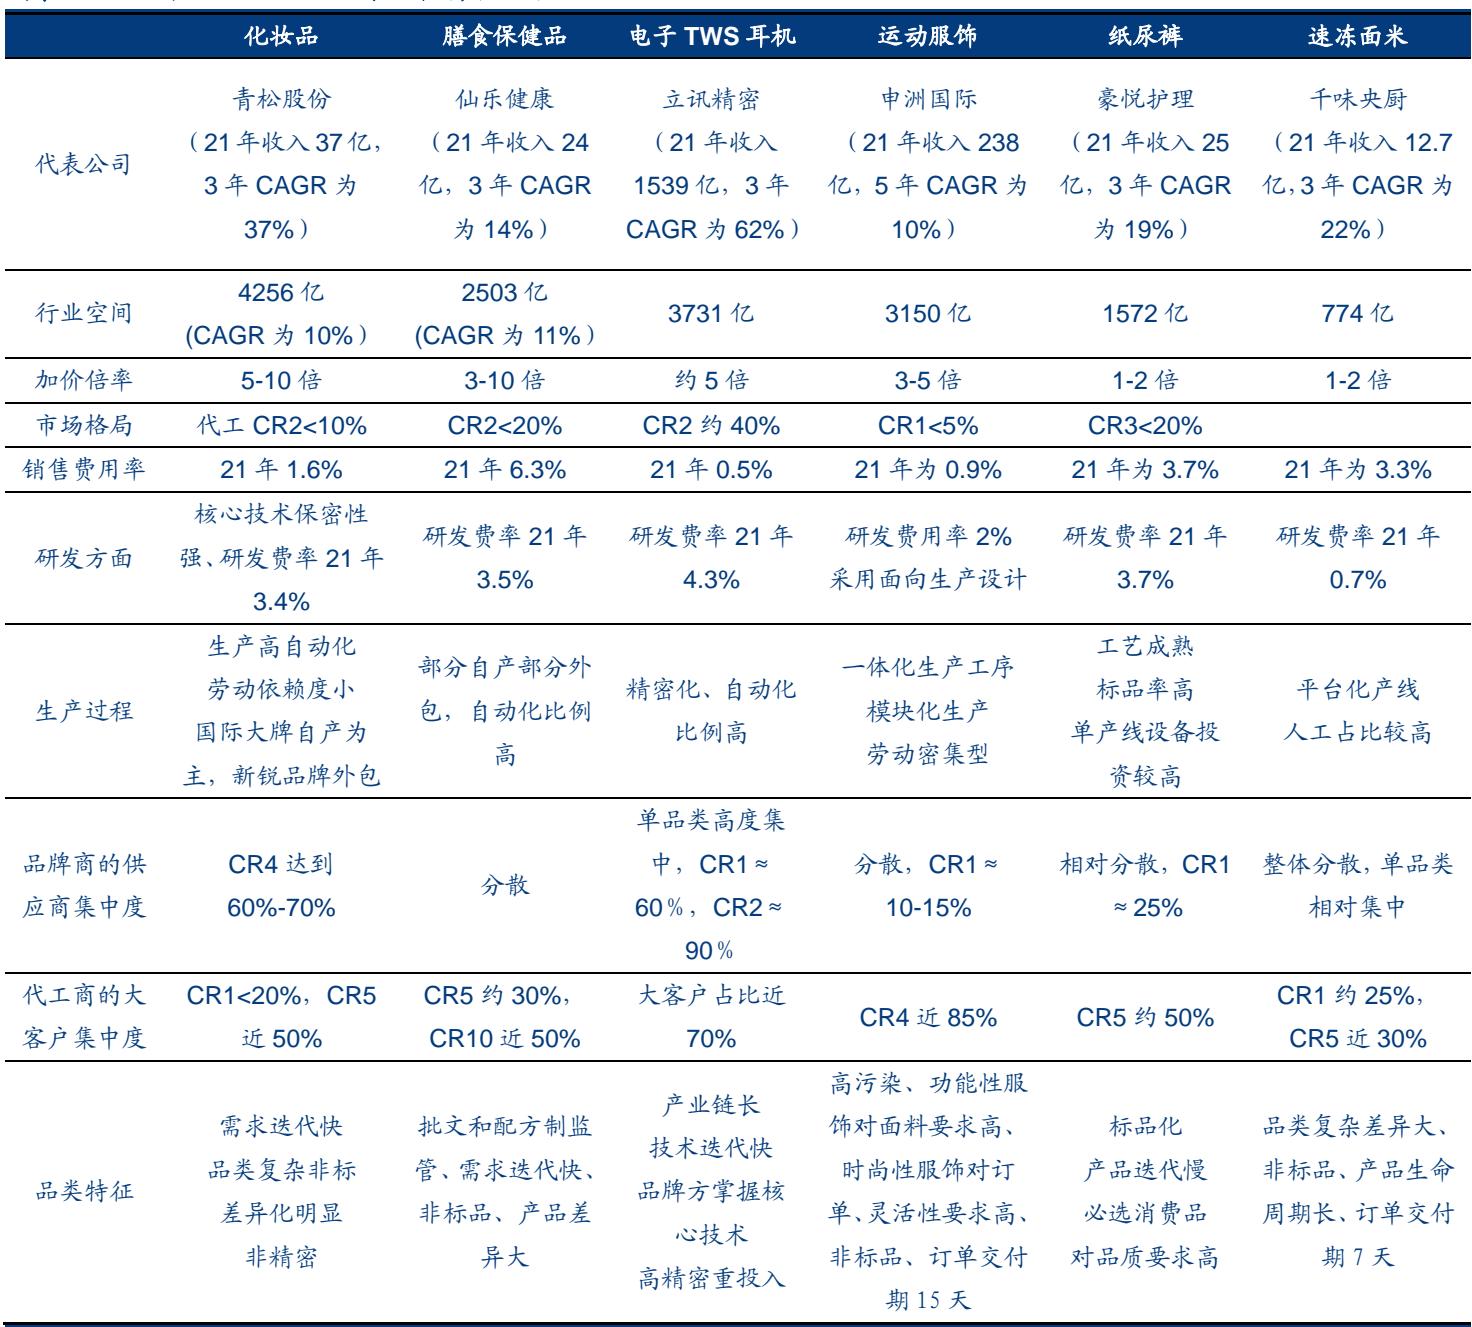 化妆品 膳食保健品 电子 TWS 耳机 运动服饰 纸尿裤 速冻面米
代表公司
青松股份
（21 年收入 37 亿，
3 年 CAGR 为
37%）
仙乐健康
（21 年收入 24
亿，3 年 CAGR
为 14%）
立讯精密
（21 年收入
1539 亿，3 年
CAGR 为 62%）
申洲国际
（21 年收入 238
亿，5 年 CAGR 为
10%）
豪悦护理
（21 年收入 25
亿，3 年 CAGR
为 19%）
千味央厨
（21 年收入 12.7
亿，3 年 CAGR 为
22%）
行业空间
4256 亿
(CAGR 为 10%）
2503 亿
(CAGR 为 11%）
3731 亿
3150 亿
1572 亿
774 亿
加价倍率 5-10 倍 3-10 倍 约 5 倍 3-5 倍 1-2 倍 1-2 倍
市场格局 代工 CR2<10% CR2<20% CR2 约 40% CR1<5% CR3<20%
销售费用率 21 年 1.6% 21 年 6.3% 21 年 0.5% 21 年为 0.9% 21 年为 3.7% 21 年为 3.3%
研发方面
核心技术保密性
强、研发费率 21 年
3.4%
研发费率 21 年
3.5%
研发费率 21 年
4.3%
研发费用率 2%
采用面向生产设计
研发费率 21 年
3.7%
研发费率 21 年
0.7%
生产过程
生产高自动化
劳动依赖度小
国际大牌自产为
主，新锐品牌外包
部分自产部分外
包，自动化比例
高
精密化、自动化
比例高
一体化生产工序
模块化生产
劳动密集型
工艺成熟
标品率高
单产线设备投
资较高
平台化产线
人工占比较高
品牌商的供
应商集中度
CR4 达到
60%-70%
分散
单品类高度集
中，CR1≈
60%，CR2≈
90%
分散，CR1≈
10-15%
相对分散，CR1
≈25%
整体分散，单品类
相对集中
代工商的大
客户集中度
CR1<20%，CR5
近 50%
CR5 约 30%，
CR10 近 50%
大客户占比近
70%
CR4 近 85%
CR5 约 50%
CR1 约 25%，
CR5 近 30%
品类特征
需求迭代快
品类复杂非标
差异化明显
非精密
批文和配方制监
管、需求迭代快、
非标品、产品差
异大
产业链长
技术迭代快
品牌方掌握核
心技术
高精密重投入
高污染、功能性服
饰对面料要求高、
时尚性服饰对订
单、灵活性要求高、
非标品、订单交付
期 15 天
标品化
产品迭代慢
必选消费品
对品质要求高
品类复杂差异大、
非标品、产品生命
周期长、订单交付
期 7 天